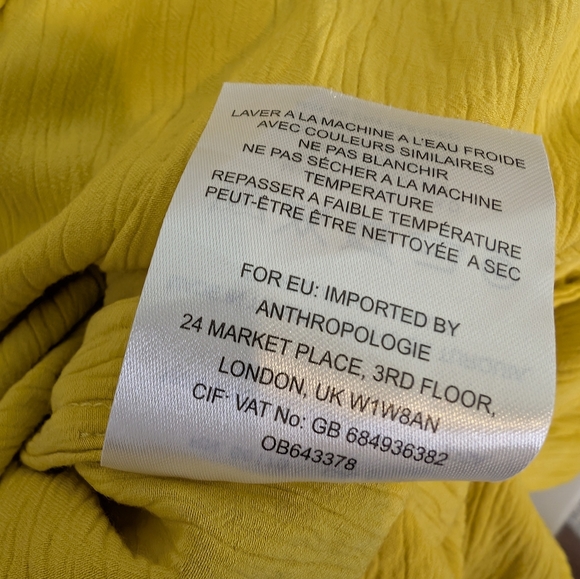 LAVER A LA MACHINE A L'EAU FROIDE
AVEC COULEURS SIMILAIRES
NE PAS BLANCHIR
NE PAS SÉCHER A LA MACHINE
TEMPERATURE
REPASSER A FAIBLE TEMPÉRATURE
PEUT-ÊTRE ÊTRE NETTOYÉE A SEC
FOR EU: IMPORTED BY
ANTHROPOLOGIE
24 MARKET PLACE, 3RD FLOOR,
LONDON, UK W1W8AN
CIF: VAT No: GB 684936382
OB643378